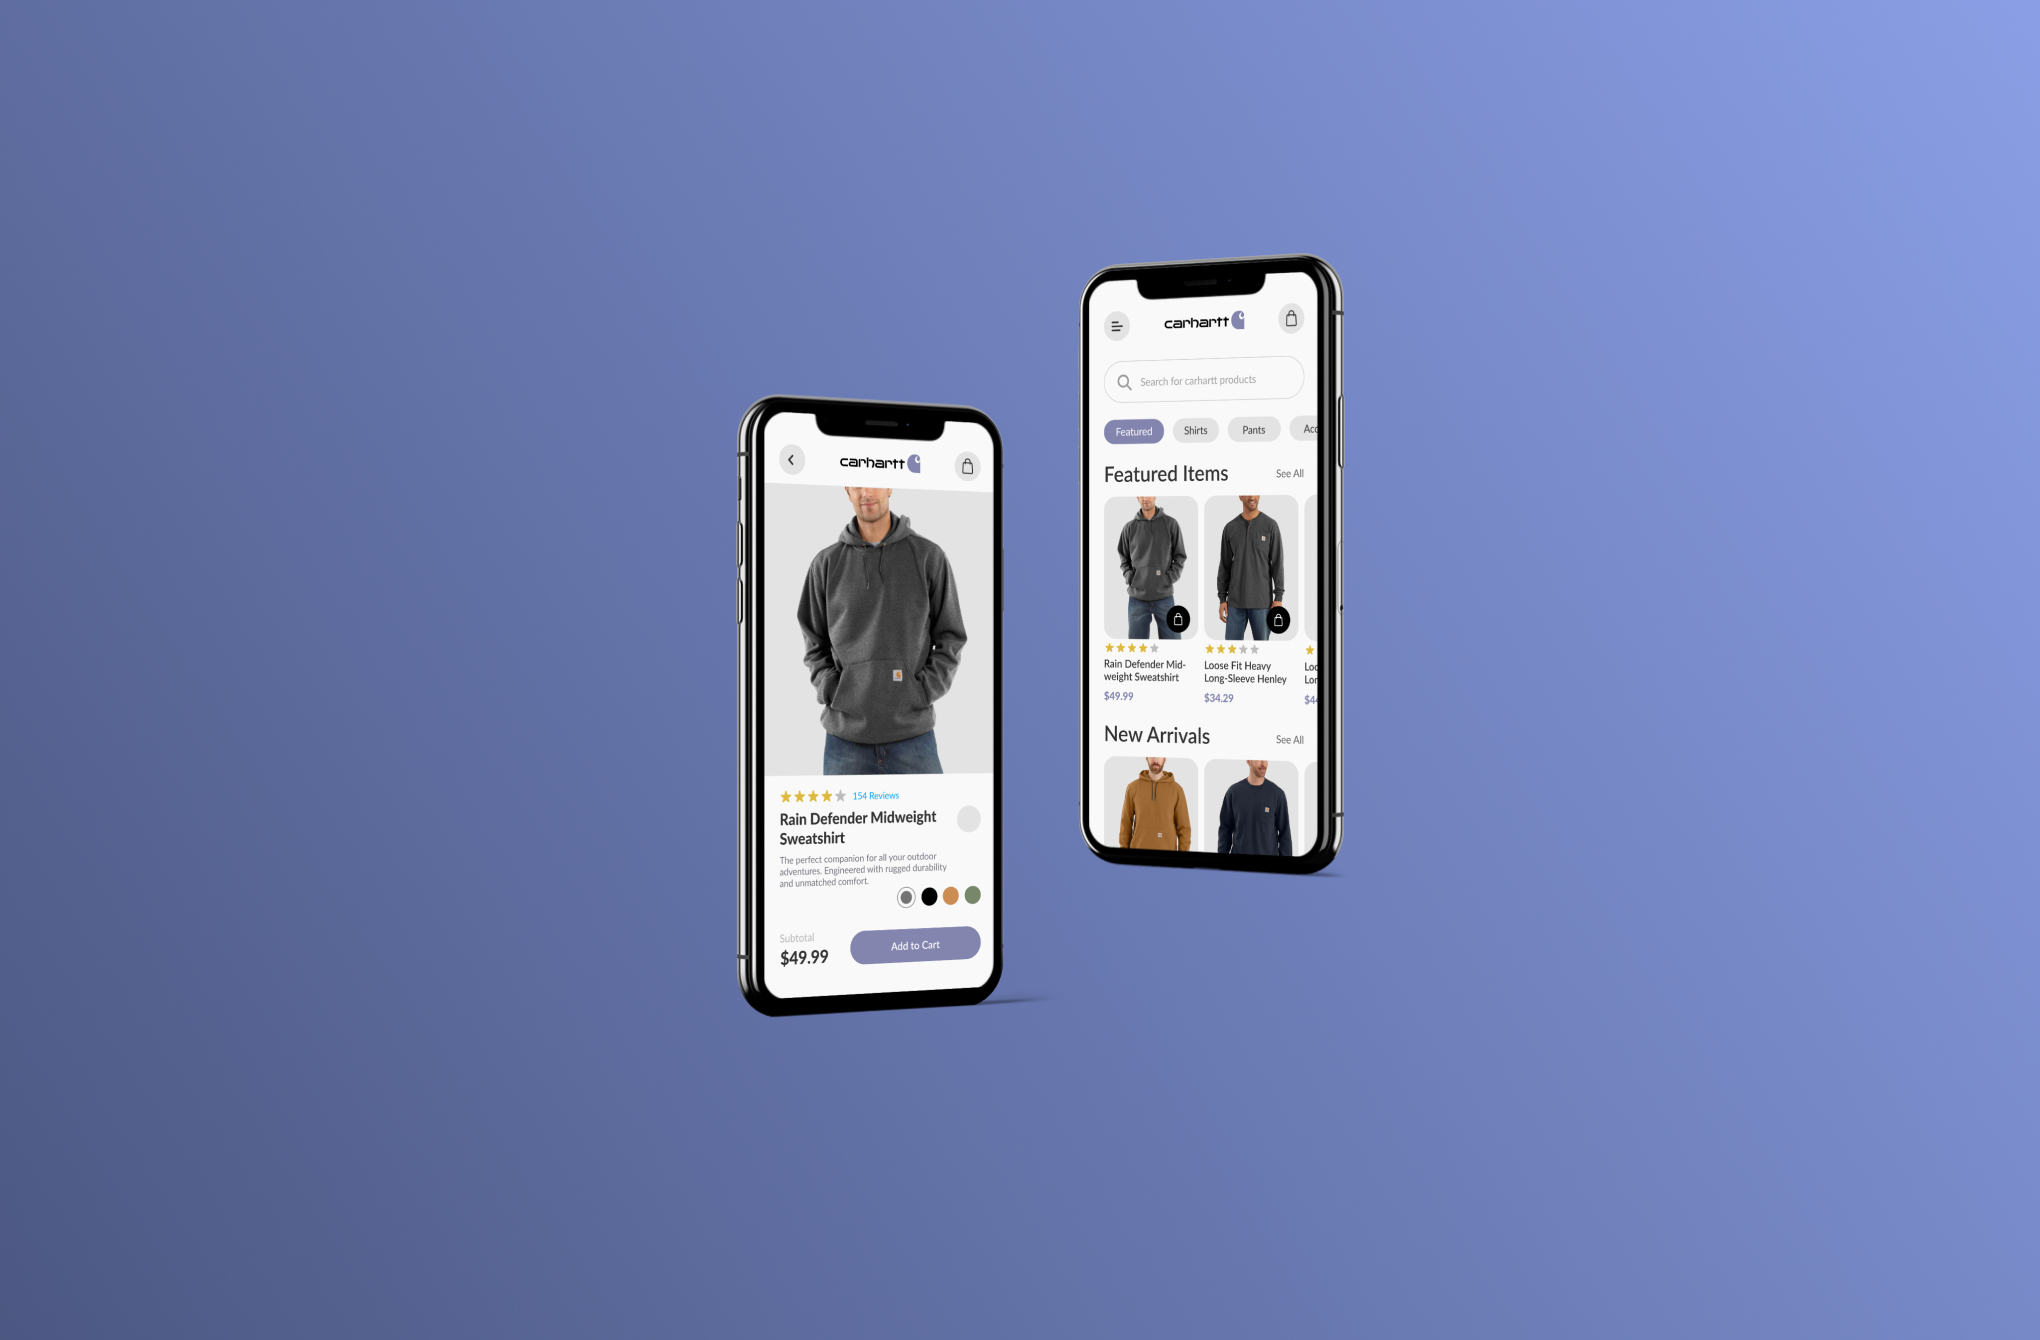 carhartt
154 Reviews
Rain Defender Midweight
Sweatshirt
The perfect companion for all your outdoor
adventures. Engineered with rugged durability
and unmatched comfort.
Subtotal
$49.99
Add to Cart
carhartt
Search for carhartt products
Featured
Shirts
Pants
Acc
Featured Items
See All
Rain Defender Mid-
weight Sweatshirt
$49.99
Loose Fit Heavy
Long-Sleeve Henley
$34.29
Loo
Lon
$44
New Arrivals
See All